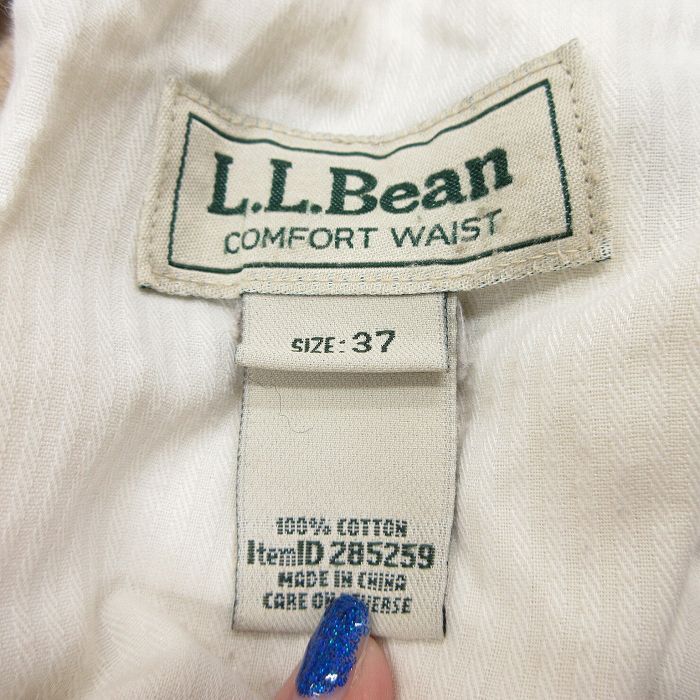 L.L.Bean
COMFORT WAIST
SIZE: 37
100% COTTON
ItemID 285259
MADE IN CHINA
CARE ON